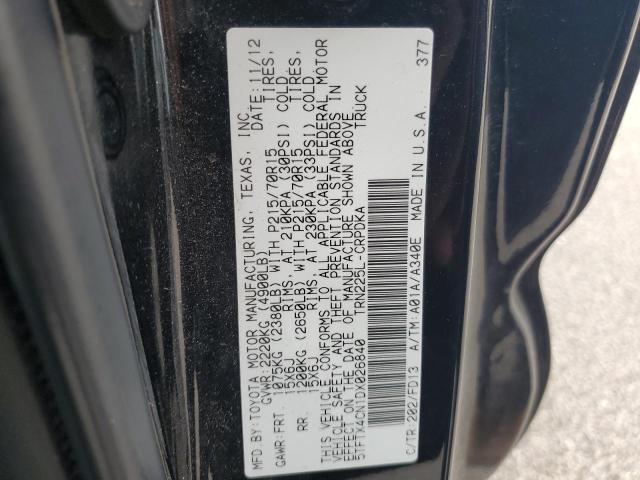 MFD.BY:TOYOTA MOTOR MANUFACTURING, TEXAS, INC.
GVWR:2220KG (4900LB) DATE:11/12
GAWR:FRT. 1075KG (2380LB) WITH P215/70R15 TIRES,
15X6J RIMS, AT 210KPA (30PSI) COLD
RR. 1200KG (2650LB) WITH P215/70R15 TIRES,
15X6J RIMS, AT 230KPA (33PSI) COLD
THIS VEHICLE CONFORMS TO ALL APPLICABLE FEDERAL MOTOR
VEHICLE SAFETY AND THEFT PREVENTION STANDARDS IN
EFFECT ON THE DATE OF MANUFACTURE SHOWN ABOVE.
5TFTX4CN1DX026840 TRN225L-CRPDKA TRUCK
C/TR:202/FD13 A/TM:A01A/A340E MADE IN U.S.A. 377